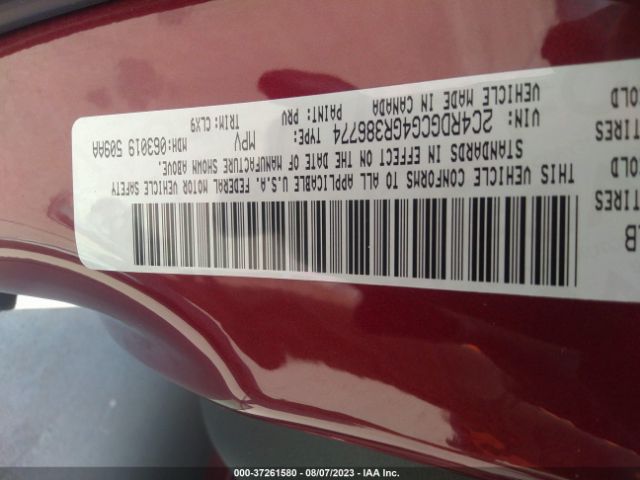 LB
TIRES
OLD
TIRES
OLD
THIS VEHICLE CONFORMS TO ALL APPLICABLE U.S.A. FEDERAL MOTOR VEHICLE SAFETY
STANDARDS IN EFFECT ON THE DATE OF MANUFACTURE SHOWN ABOVE.
VIN: 2C4RDGCG4GR386774 TYPE: MPV MDH: 063019 509AA
VEHICLE MADE IN CANADA PAINT: PRV TRIM: CLX9
000-37261580 - 08/07/2023 - IAA Inc.